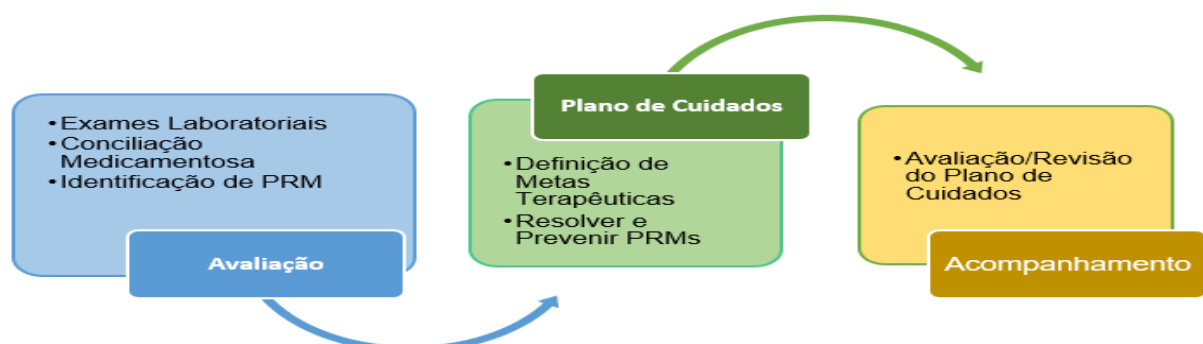 •Exames Laboratoriais
•Conciliação
Medicamentosa
•Identificação de PRM
Avaliação
Plano de Cuidados
•Definição de
Metas
Terapêuticas
•Resolver e
Prevenir PRMs
•Avaliação/Revisão
do Plano de
Cuidados
Acompanhamento